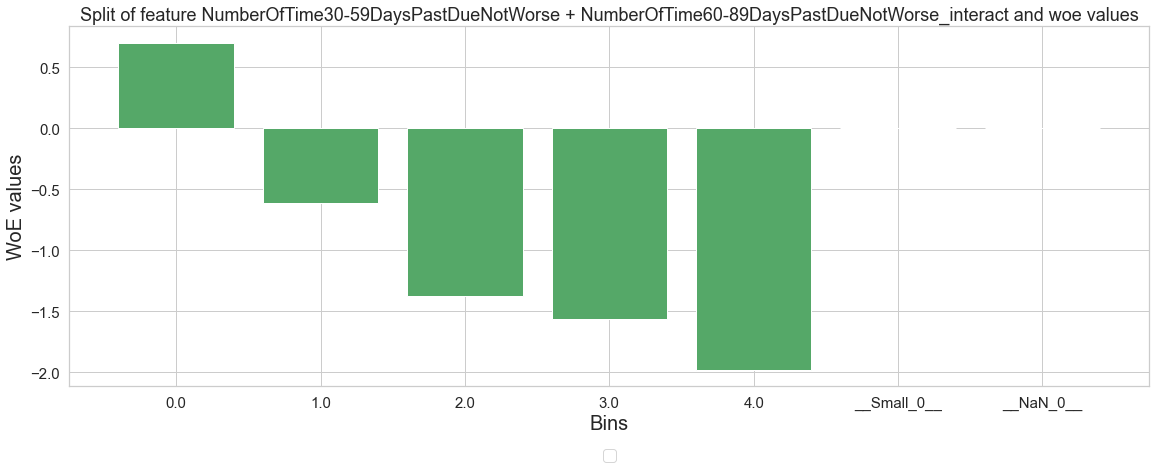 Split of feature NumberOfTime30-59DaysPastDueNotWorse + NumberOfTime60-89DaysPastDueNotWorse_interact and woe values
WoE values
0.5
0.0
−0.5
−1.0
−1.5
−2.0
0.0 1.0 2.0 3.0 4.0 __Small_0__ __NaN_0__
Bins